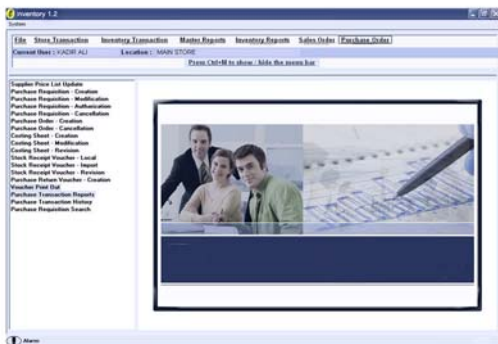 Inventory 1.2
System
File Store Transaction Inventory Transaction Master Reports Inventory Reports Sales Order Purchase Order
Current User : KADIR ALI Location : MAIN STORE
Press Ctrl+M to show / hide the menu bar
Supplier Price List Update
Purchase Requisition - Creation
Purchase Requisition - Modification
Purchase Requisition - Authorization
Purchase Requisition - Cancellation
Purchase Order - Creation
Purchase Order - Cancellation
Costing Sheet - Creation
Costing Sheet - Modification
Costing Sheet - Revision
Stock Receipt Voucher - Local
Stock Receipt Voucher - Import
Stock Receipt Voucher - Revision
Purchase Return Voucher - Creation
Voucher Print Out
Purchase Transaction Reports
Purchase Transaction History
Purchase Requisition Search
Alarms